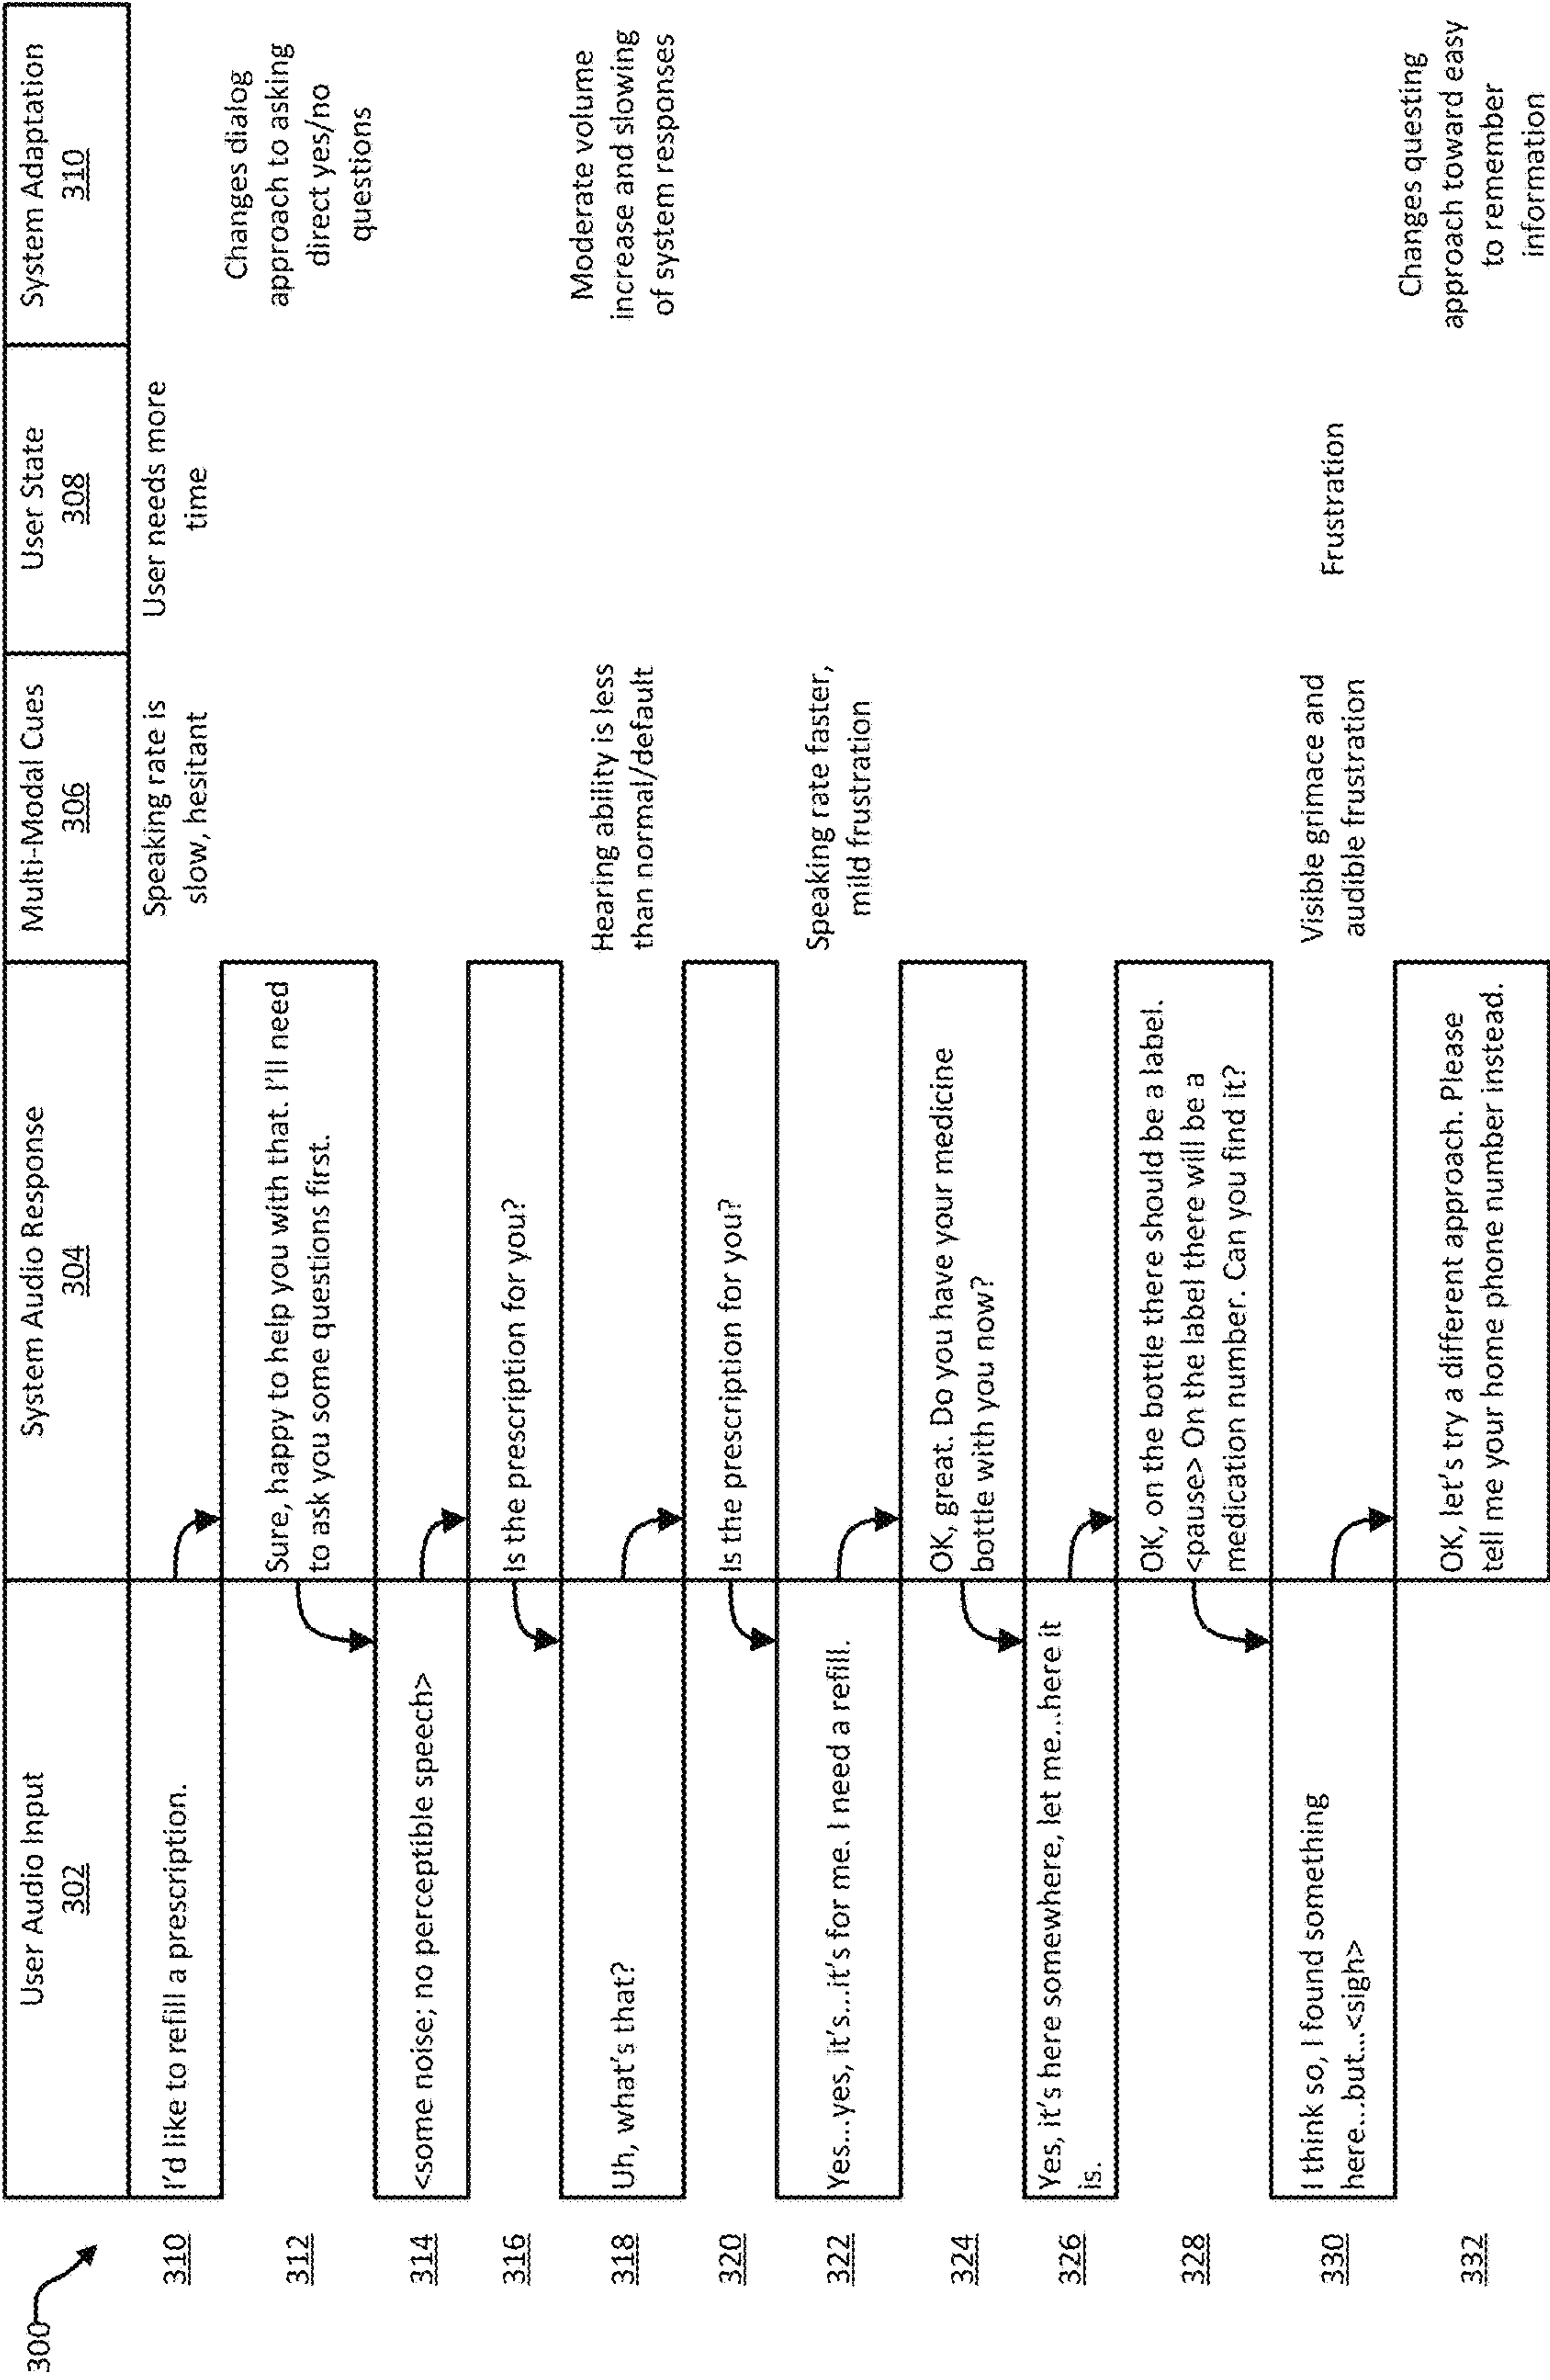 300
User Audio Input
302
System Audio Response
304
Multi-Modal Cues
306
User State
308
System Adaptation
310
310
I'd like to refill a prescription.
Speaking rate is
slow, hesitant
User needs more
time
312
Sure, happy to help you with that. I'll need
to ask you some questions first.
Changes dialog
approach to asking
direct yes/no
questions
314
<some noise; no perceptible speech>
316
Is the prescription for you?
318
Uh, what's that?
Hearing ability is less
than normal/default
Moderate volume
increase and slowing
of system responses
320
Is the prescription for you?
322
Yes...yes, it's...it's for me. I need a refill.
Speaking rate faster,
mild frustration
324
OK, great. Do you have your medicine
bottle with you now?
326
Yes, it's here somewhere, let me...here it
is.
328
OK, on the bottle there should be a label.
<pause> On the label there will be a
medication number. Can you find it?
330
I think so, I found something
here...but...<sigh>
Visible grimace and
audible frustration
Frustration
332
OK, let's try a different approach. Please
tell me your home phone number instead.
Changes questing
approach toward easy
to remember
information